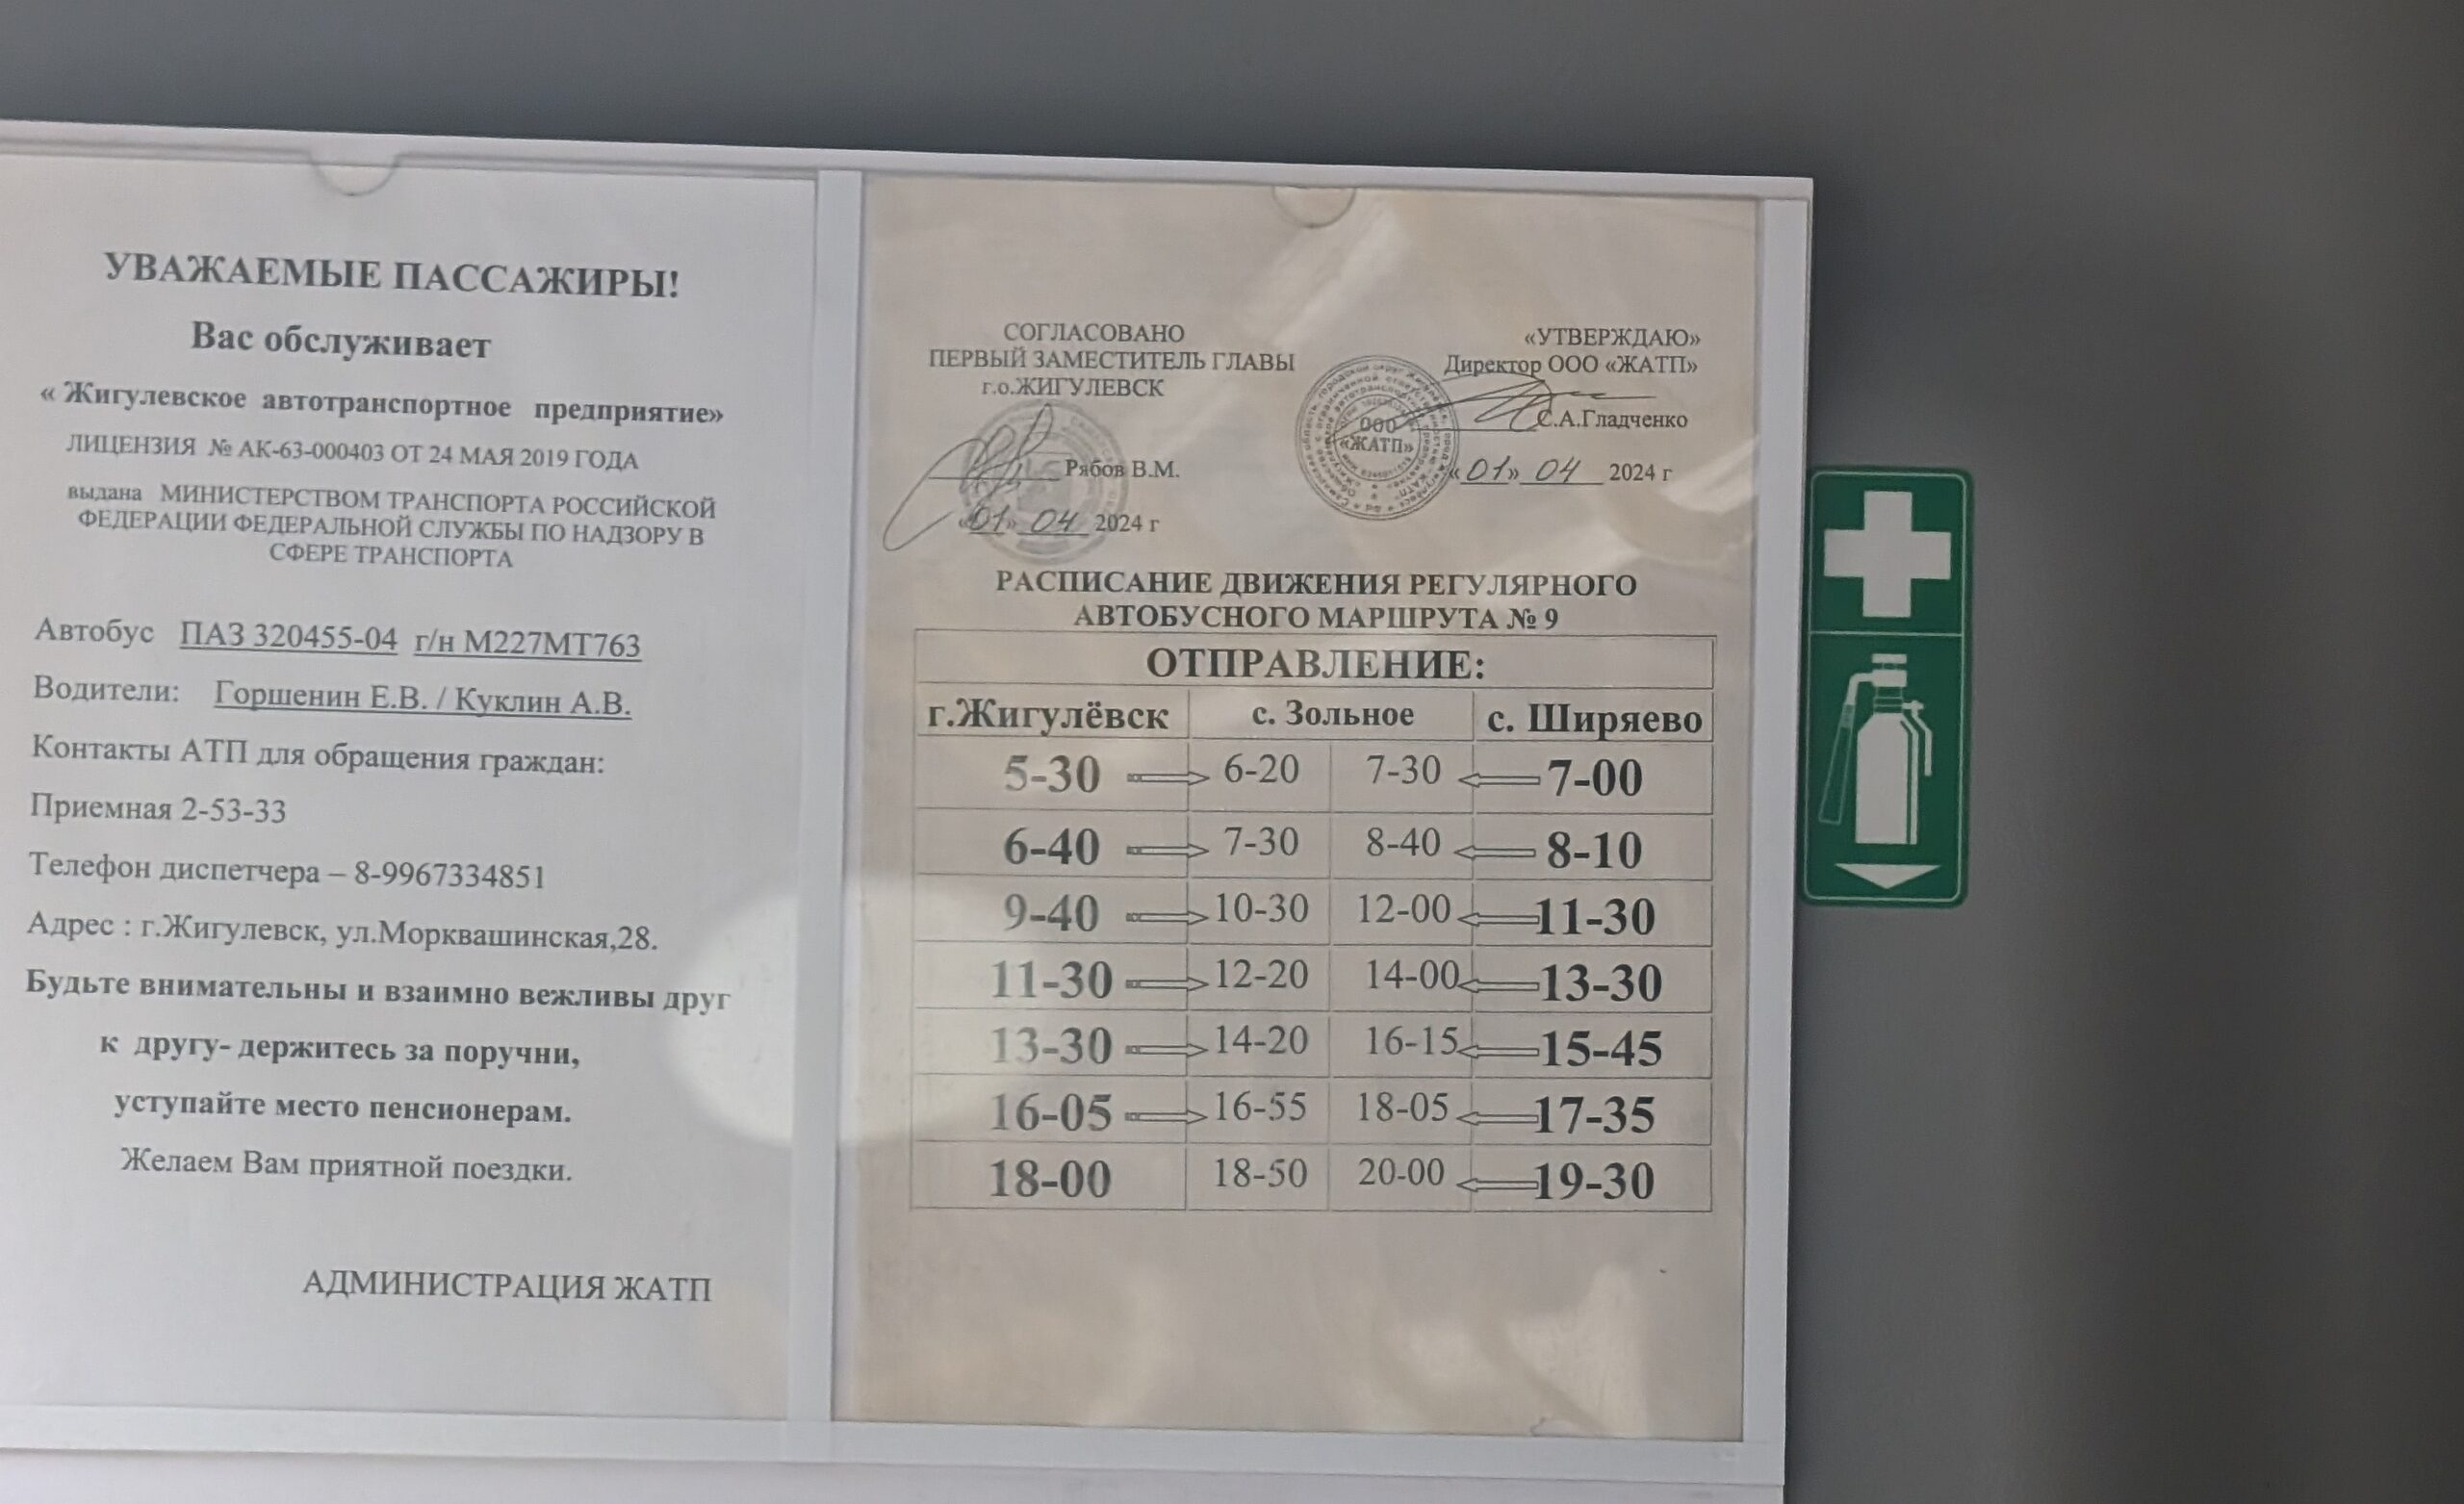 УВАЖАЕМЫЕ ПАССАЖИРЫ!
Вас обслуживает
« Жигулевское автотранспортное предприятие»
ЛИЦЕНЗИЯ № АК-63-000403 ОТ 24 МАЯ 2019 ГОДА
выдана МИНИСТЕРСТВОМ ТРАНСПОРТА РОССИЙСКОЙ
ФЕДЕРАЦИИ ФЕДЕРАЛЬНОЙ СЛУЖБЫ ПО НАДЗОРУ В
СФЕРЕ ТРАНСПОРТА
Автобус ПАЗ 320455-04 г/н М227МТ763
Водители: Горшенин Е.В. / Куклин А.В.
Контакты АТП для обращения граждан:
Приемная 2-53-33
Телефон диспетчера – 8-9967334851
Адрес : г.Жигулевск, ул.Морквашинская,28.
Будьте внимательны и взаимно вежливы друг
к другу- держитесь за поручни,
уступайте место пенсионерам.
Желаем Вам приятной поездки.
АДМИНИСТРАЦИЯ ЖАТП
СОГЛАСОВАНО
ПЕРВЫЙ ЗАМЕСТИТЕЛЬ ГЛАВЫ
г.о.ЖИГУЛЕВСК
Рябов В.М.
«01» 04 2024 г
«УТВЕРЖДАЮ»
Директор ООО «ЖАТП»
С.А.Гладченко
«01» 04 2024 г
ООО
«ЖАТП»
РАСПИСАНИЕ ДВИЖЕНИЯ РЕГУЛЯРНОГО
АВТОБУСНОГО МАРШРУТА № 9
ОТПРАВЛЕНИЕ:
г.Жигулёвск с. Зольное с. Ширяево
5-30 6-20 7-30 7-00
6-40 7-30 8-40 8-10
9-40 10-30 12-00 11-30
11-30 12-20 14-00 13-30
13-30 14-20 16-15 15-45
16-05 16-55 18-05 17-35
18-00 18-50 20-00 19-30